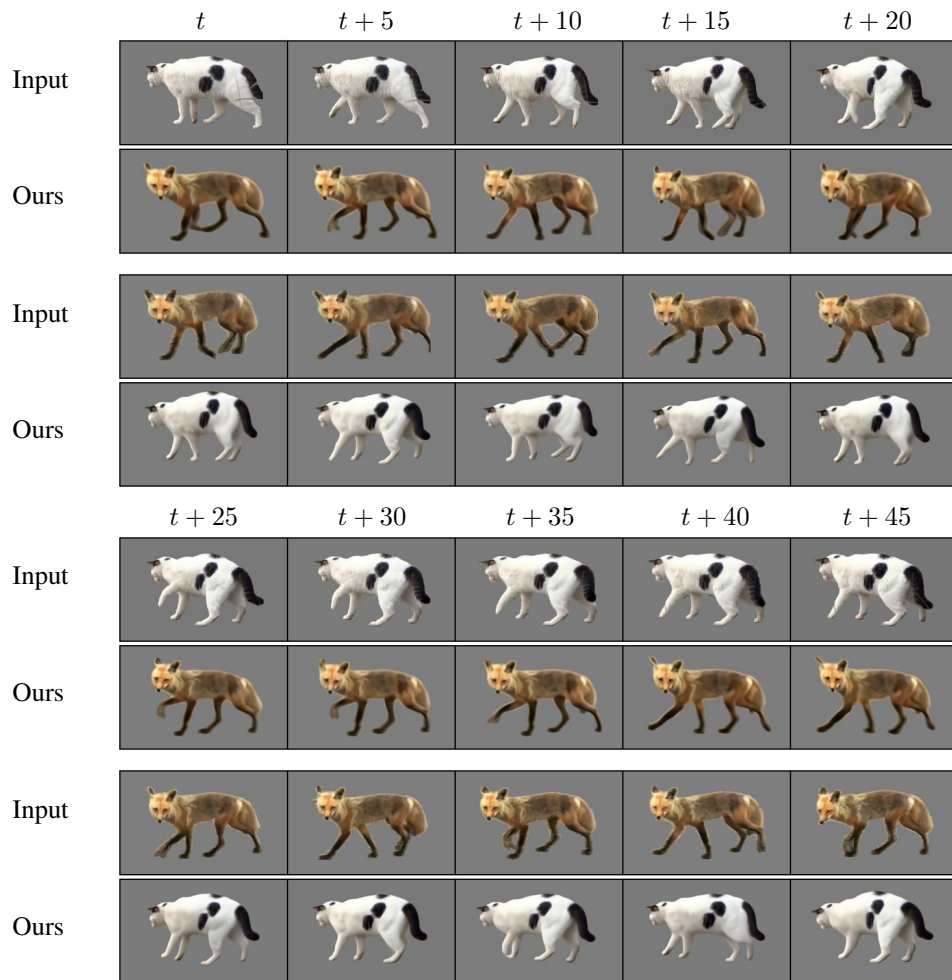 t t + 5 t + 10 t + 15 t + 20
Input
Ours
Input
Ours
t + 25 t + 30 t + 35 t + 40 t + 45
Input
Ours
Input
Ours